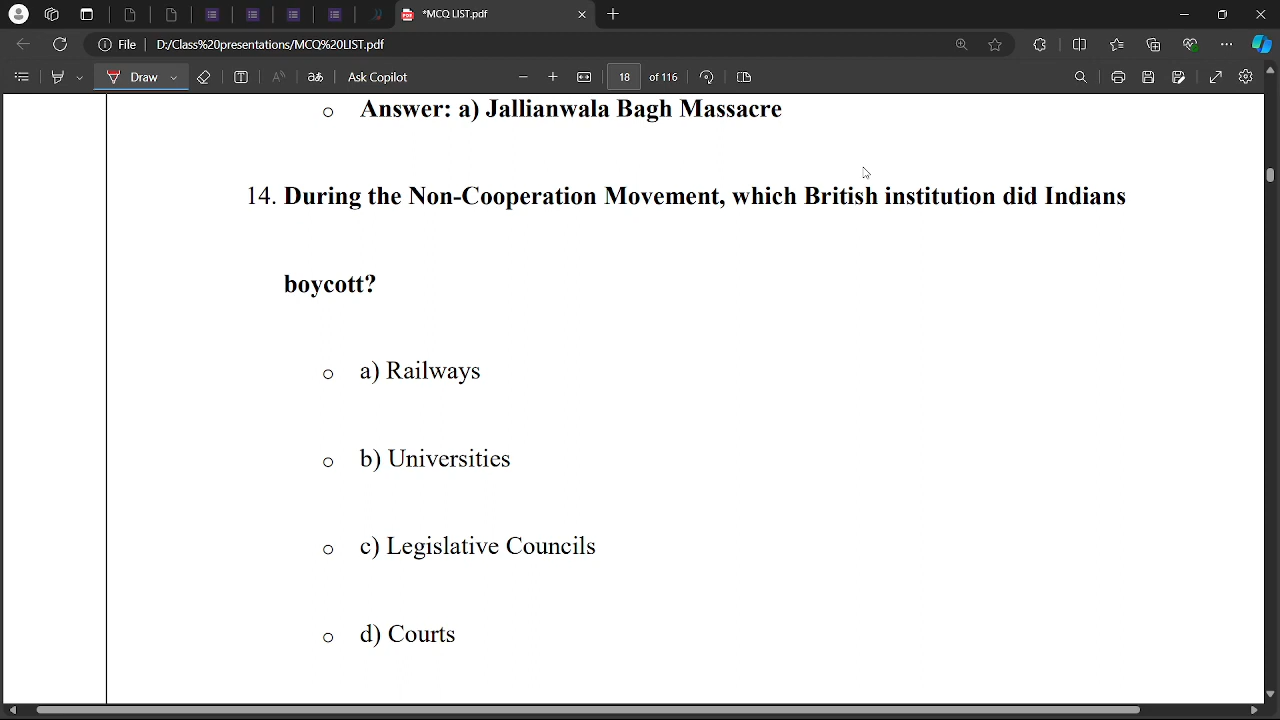 *MCQ LIST.pdf
File D:/Class%20presentations/MCQ%20LIST.pdf
Draw Ask Copilot 18 of 116
Answer: a) Jallianwala Bagh Massacre
14. During the Non-Cooperation Movement, which British institution did Indians
boycott?
a) Railways
b) Universities
c) Legislative Councils
d) Courts